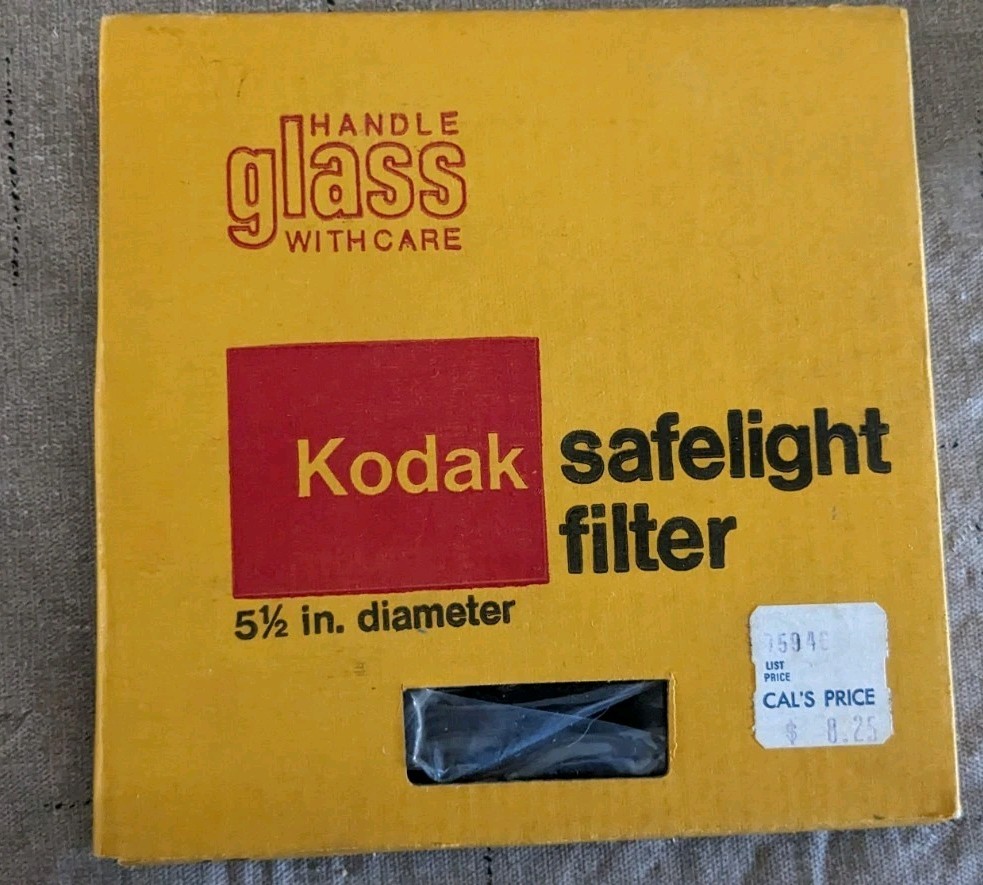 HANDLE
glass
WITH CARE
Kodak
safelight
filter
5½ in. diameter
LIST
PRICE
CAL'S PRICE
$ 8.25